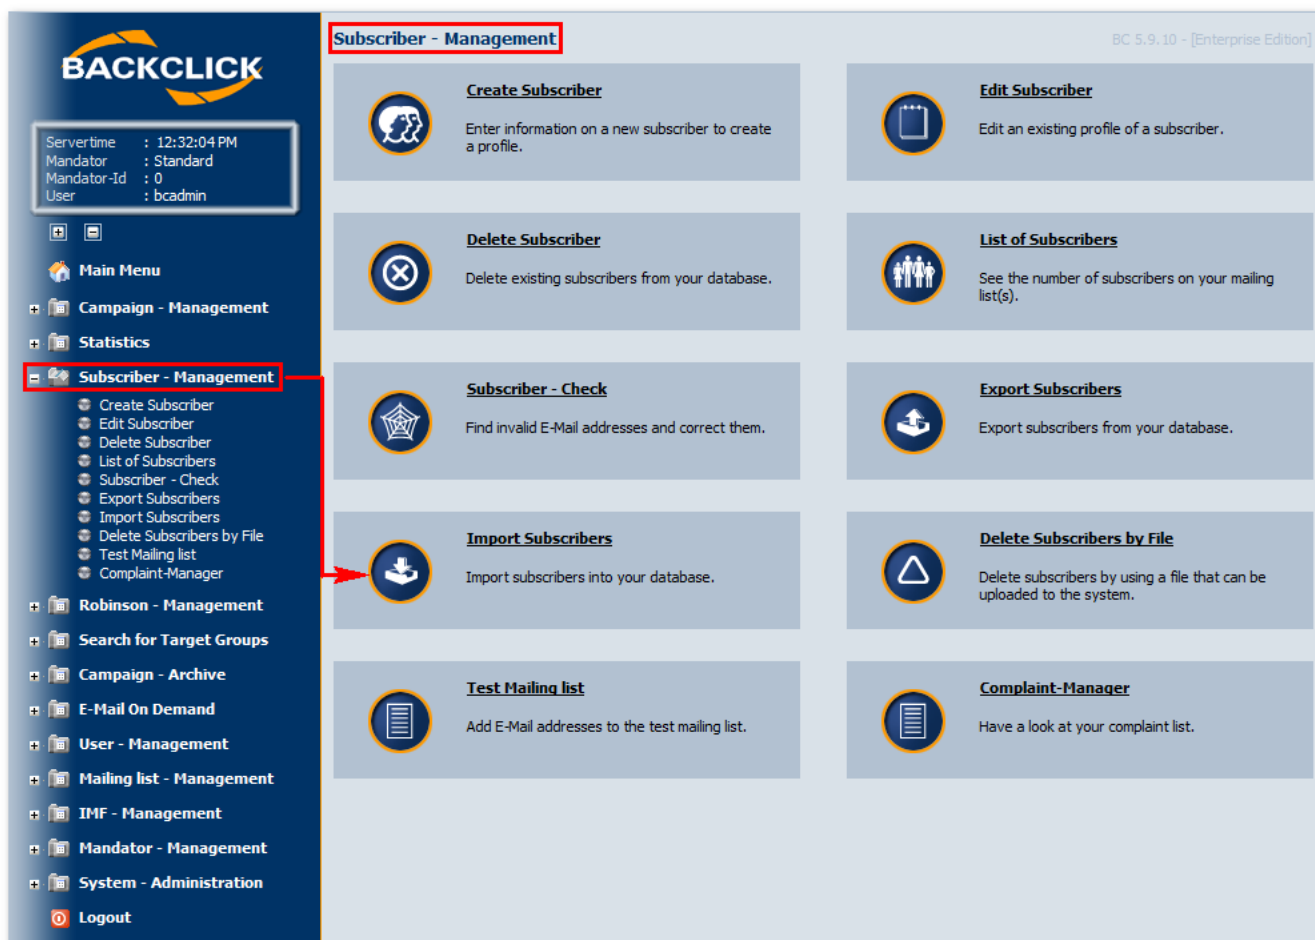 BACKCLICK
Servertime : 12:32:04 PM
Mandator : Standard
Mandator-Id : 0
User : bcadmin
Main Menu
Campaign - Management
Statistics
Subscriber - Management
Create Subscriber
Edit Subscriber
Delete Subscriber
List of Subscribers
Subscriber - Check
Export Subscribers
Import Subscribers
Delete Subscribers by File
Test Mailing list
Complaint-Manager
Robinson - Management
Search for Target Groups
Campaign - Archive
E-Mail On Demand
User - Management
Mailing list - Management
IMF - Management
Mandator - Management
System - Administration
Logout
Subscriber - Management
BC 5.9.10 - [Enterprise Edition]
Create Subscriber
Enter information on a new subscriber to create
a profile.
Edit Subscriber
Edit an existing profile of a subscriber.
Delete Subscriber
Delete existing subscribers from your database.
List of Subscribers
See the number of subscribers on your mailing
list(s).
Subscriber - Check
Find invalid E-Mail addresses and correct them.
Export Subscribers
Export subscribers from your database.
Import Subscribers
Import subscribers into your database.
Delete Subscribers by File
Delete subscribers by using a file that can be
uploaded to the system.
Test Mailing list
Add E-Mail addresses to the test mailing list.
Complaint-Manager
Have a look at your complaint list.